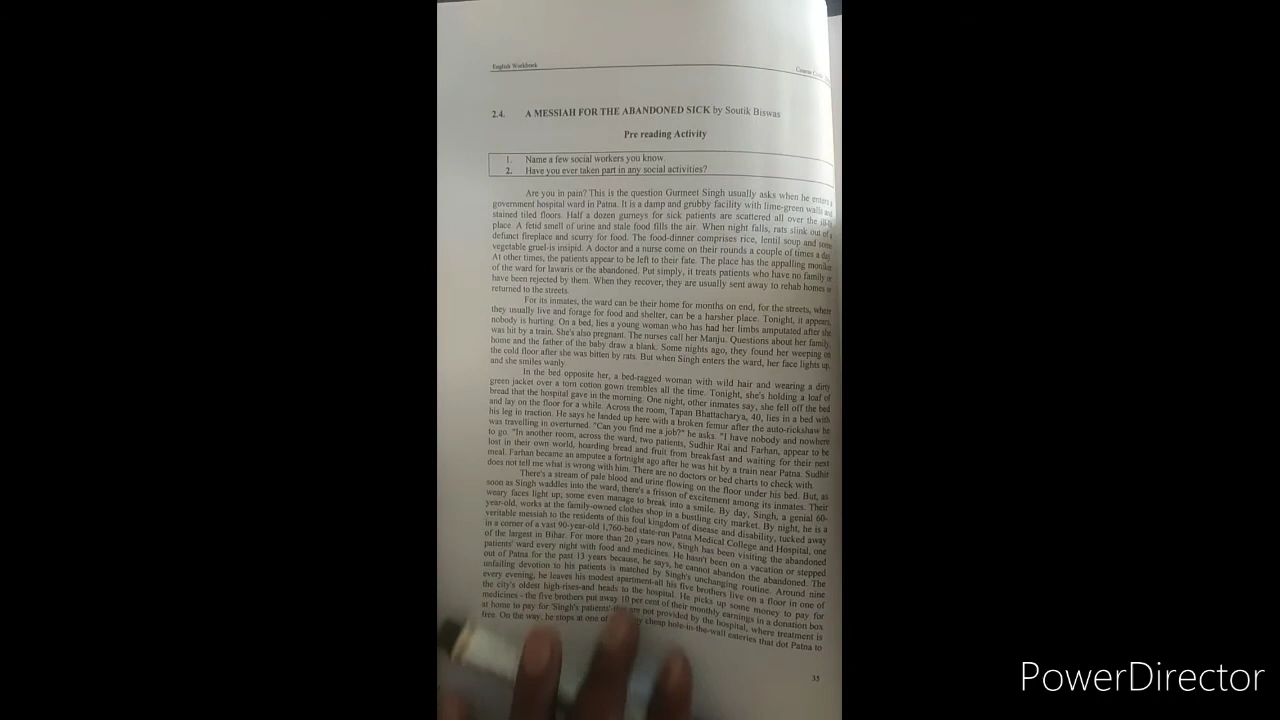 English Workbook
Course
2.4. A MESSIAH FOR THE ABANDONED SICK by Soutik Biswas
Pre reading Activity
1. Name a few social workers you know.
2. Have you ever taken part in any social activities?
Are you in pain? This is the question Gurmeet Singh usually asks when he enters a
government hospital ward in Patna. It is a damp and grubby facility with lime-green walls and
stained tiled floors. Half a dozen gurneys for sick patients are scattered all over the
place. A fetid smell of urine and stale food fills the air. When night falls, rats slink out of a
defunct fireplace and scurry for food. The food-dinner comprises rice, lentil soup and some
vegetable gruel-is insipid. A doctor and a nurse come on their rounds a couple of times a day.
At other times, the patients appear to be left to their fate. The place has the appalling moniker
of the ward for lawaris or the abandoned. Put simply, it treats patients who have no family or
have been rejected by them. When they recover, they are usually sent away to rehab homes or
returned to the streets.
For its inmates, the ward can be their home for months on end, for the streets, where
they usually live and forage for food and shelter, can be a harsher place. Tonight, it appears,
nobody is hurting. On a bed, lies a young woman who has had her limbs amputated after she
was hit by a train. She's also pregnant. The nurses call her Manju. Questions about her family,
home and the father of the baby draw a blank. Some nights ago, they found her weeping on
the cold floor after she was bitten by rats. But when Singh enters the ward, her face lights up,
and she smiles wanly.
In the bed opposite her, a bed-ragged woman with wild hair and wearing a dirty
green jacket over a torn cotton gown trembles all the time. Tonight, she's holding a loaf of
bread that the hospital gave in the morning. One night, other inmates say, she fell off the bed
and lay on the floor for a while. Across the room, Tapan Bhattacharya, 40, lies in a bed with
his leg in traction. He says he landed up here with a broken femur after the auto-rickshaw he
was travelling in overturned. "Can you find me a job?" he asks. "I have nobody and nowhere
to go. "In another room, across the ward, two patients, Sudhir Rai and Farhan, appear to be
lost in their own world, hoarding bread and fruit from breakfast and waiting for their next
meal. Farhan became an amputee a fortnight ago after he was hit by a train near Patna. Sudhir
does not tell me what is wrong with him. There are no doctors or bed charts to check with.
There's a stream of pale blood and urine flowing on the floor under his bed. But, as
soon as Singh waddles into the ward, there's a frisson of excitement among its inmates. Their
weary faces light up, some even manage to break into a smile. By day, Singh, a genial 60-
year-old, works at the family-owned clothes shop in a bustling city market. By night, he is a
veritable messiah to the residents of this foul kingdom of disease and disability, tucked away
in a corner of a vast 90-year-old 1,760-bed state-run Patna Medical College and Hospital, one
of the largest in Bihar. For more than 20 years now, Singh has been visiting the abandoned
patients' ward every night with food and medicines. He hasn't been on a vacation or stepped
out of Patna for the past 13 years because, he says, he cannot abandon the abandoned. The
unfailing devotion to his patients is matched by Singh's unchanging routine. Around nine
every evening, he leaves his modest apartment-all his five brothers live on a floor in one of
the city's oldest high-rises-and heads to the hospital. He picks up some money to pay for
medicines - the five brothers put away 10 per cent of their monthly earnings in a donation box
at home to pay for 'Singh's patients' are not provided by the hospital, where treatment is
free. On the way, he stops at one of cheap hole-in-the-wall eateries that dot Patna to
35
PowerDirector